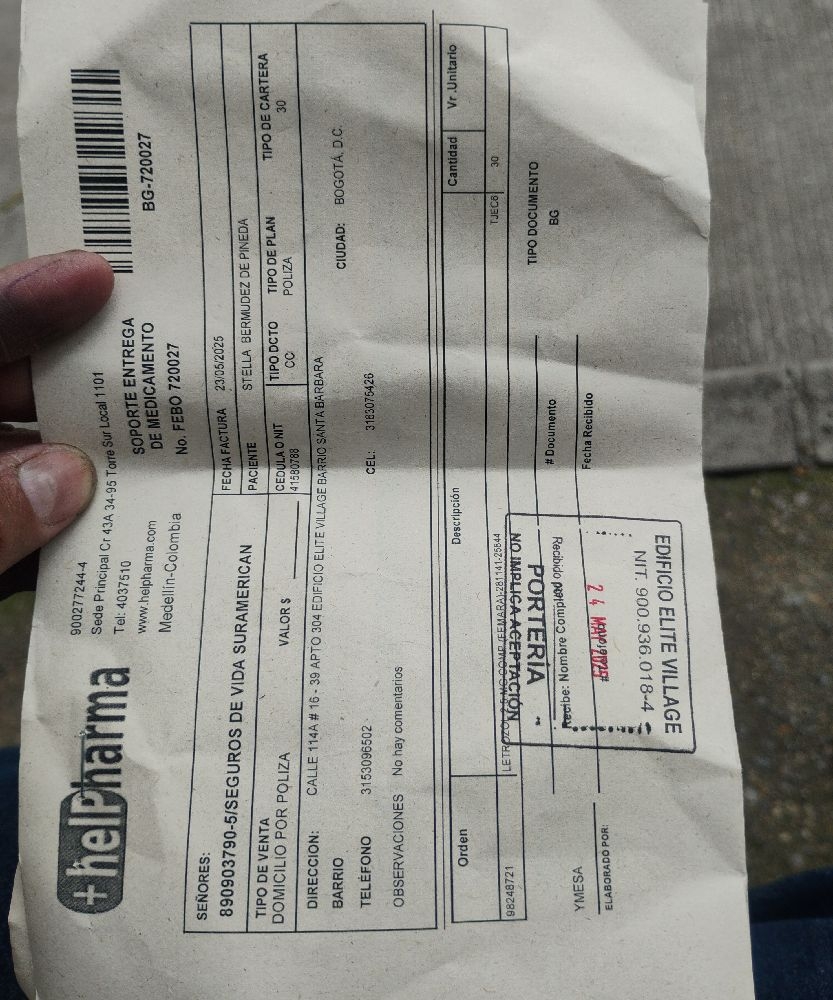 + helPharma
900277244-4
Sede Principal Cr 43A 34-95 Torre Sur Local 1101
Tel: 4037510
www.helpharma.com
Medellín-Colombia
SOPORTE ENTREGA
DE MEDICAMENTO
No. FEBO 720027
BG-720027
SEÑORES:
890903790-5/SEGUROS DE VIDA SURAMERICAN
FECHA FACTURA 23/05/2025
PACIENTE STELLA BERMUDEZ DE PINEDA
TIPO DE VENTA VALOR $ CEDULA O NIT TIPO DCTO TIPO DE PLAN TIPO DE CARTERA
DOMICILIO POR POLIZA 41580788 CC POLIZA 30
DIRECCION: CALLE 114A # 16 - 39 APTO 304 EDIFICIO ELITE VILLAGE BARRIO SANTA BARBARA
BARRIO CIUDAD: BOGOTÁ, D.C.
TELEFONO 3153096502 CEL: 3183075426
OBSERVACIONES No hay comentarios
Orden Descripción Cantidad Vr.Unitario
98248721 TJEC6 30
NO IMPLICA ACEPTACIÓN
PORTERÍA
# Documento TIPO DOCUMENTO
BG
YMESA
Recibe: Nombre Completo
ELABORADO POR: Fecha Recibido
EDIFICIO ELITE VILLAGE
NIT. 900.936.018-4